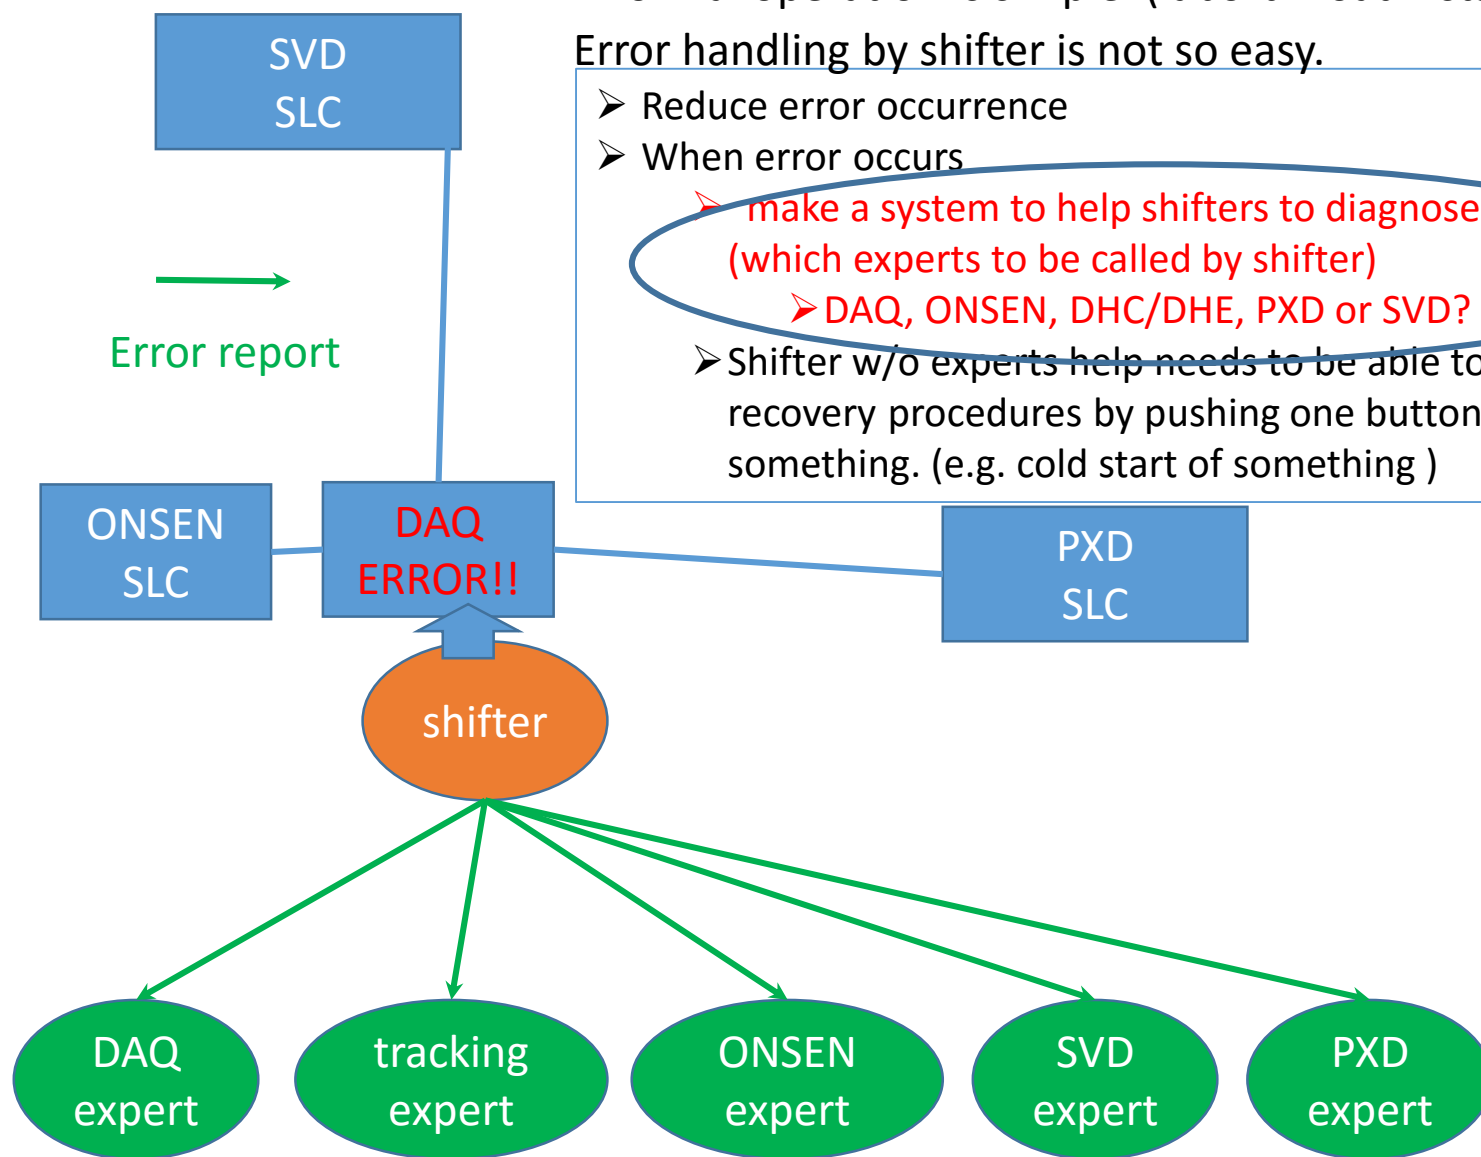 Error handling by shifter is not so easy.
➢ Reduce error occurrence
➢ When error occurs
➢ make a system to help shifters to diagnose
(which experts to be called by shifter)
➢ DAQ, ONSEN, DHC/DHE, PXD or SVD?
➢ Shifter w/o experts help needs to be able to
recovery procedures by pushing one button
something. (e.g. cold start of something )
SVD
SLC
Error report
ONSEN
SLC
DAQ
ERROR!!
PXD
SLC
shifter
DAQ
expert
tracking
expert
ONSEN
expert
SVD
expert
PXD
expert